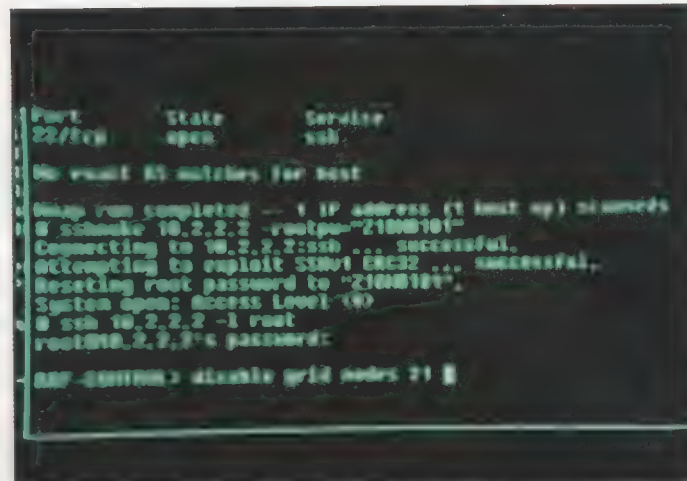 Port State Service
22/tcp open ssh
No exact OS matches for host
Nmap run completed -- 1 IP address (1 host up) scanneds
# sshnuke 10.2.2.2 -rootpw="Z10N0101"
Connecting to 10.2.2.2:ssh ... successful.
Attempting to exploit SSHv1 CRC32 ... successful.
Reseting root password to "Z10N0101".
System open: Access Level (9)
# ssh 10.2.2.2 -l root
root@10.2.2.2's password:
disable grid nodes 21